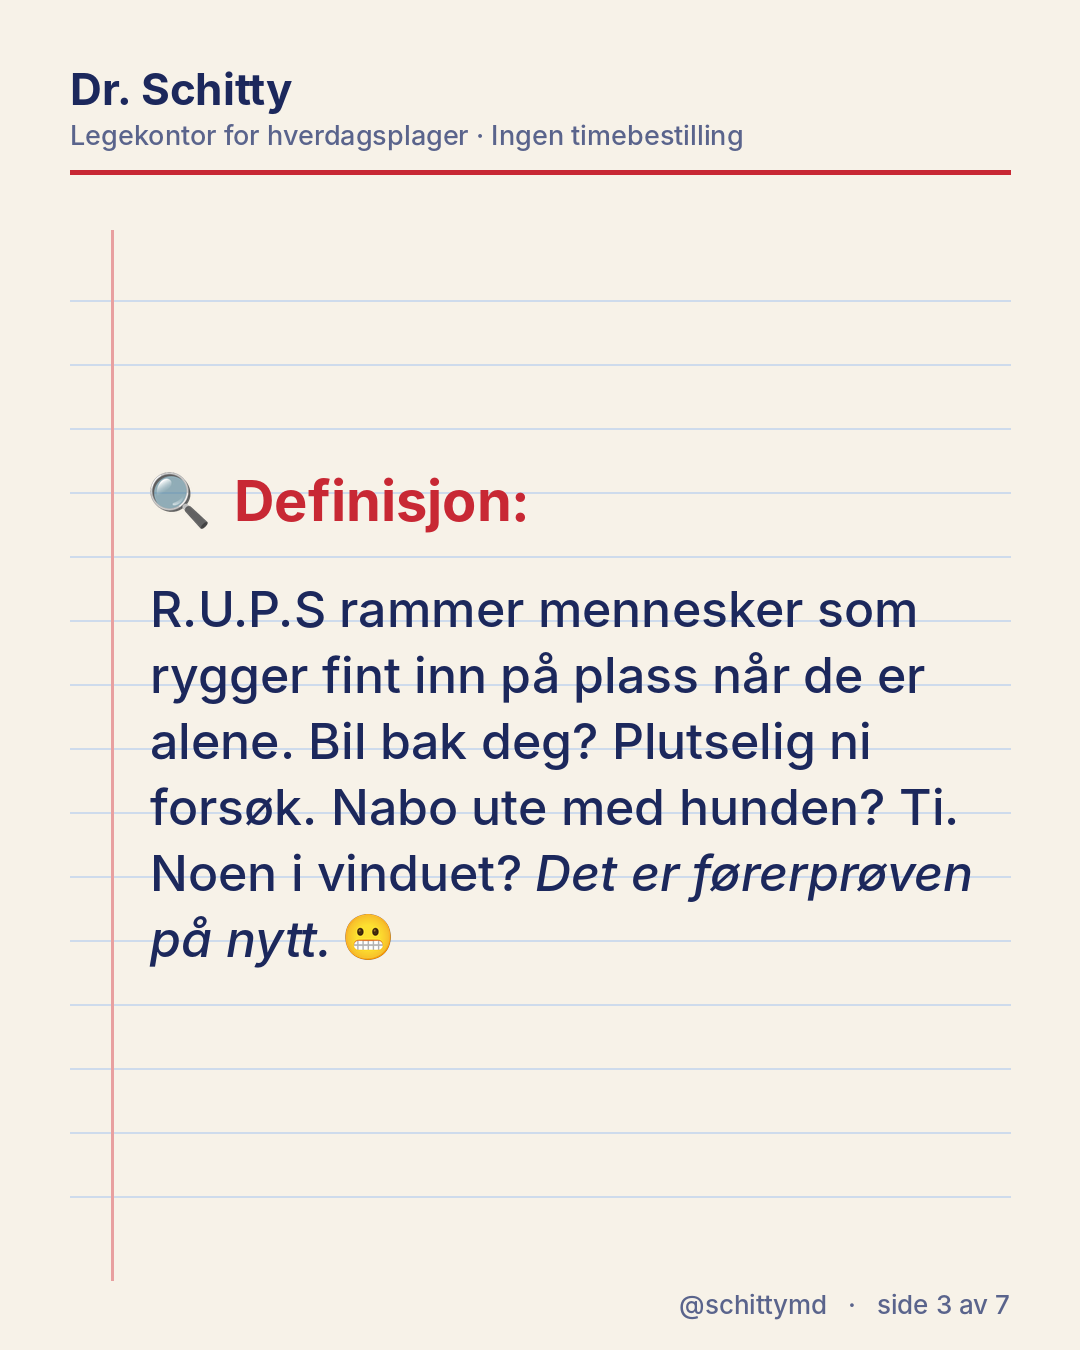 Dr. Schitty
Legekontor for hverdagsplager · Ingen timebestilling
🔍 Definisjon:
R.U.P.S rammer mennesker som
rygger fint inn på plass når de er
alene. Bil bak deg? Plutselig ni
forsøk. Nabo ute med hunden? Ti.
Noen i vinduet? Det er førerprøven
på nytt. 😬
@schittymd · side 3 av 7